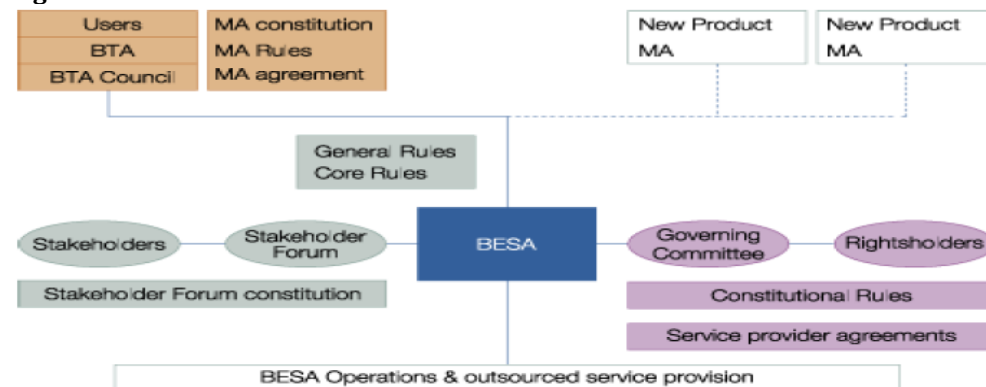 Users
BTA
BTA Council
MA constitution
MA Rules
MA agreement
New Product
MA
New Product
MA
General Rules
Core Rules
Stakeholders
Stakeholder
Forum
BESA
Governing
Committee
Rightsholders
Stakeholder Forum constitution
Constitutional Rules
Service provider agreements
BESA Operations & outsourced service provision